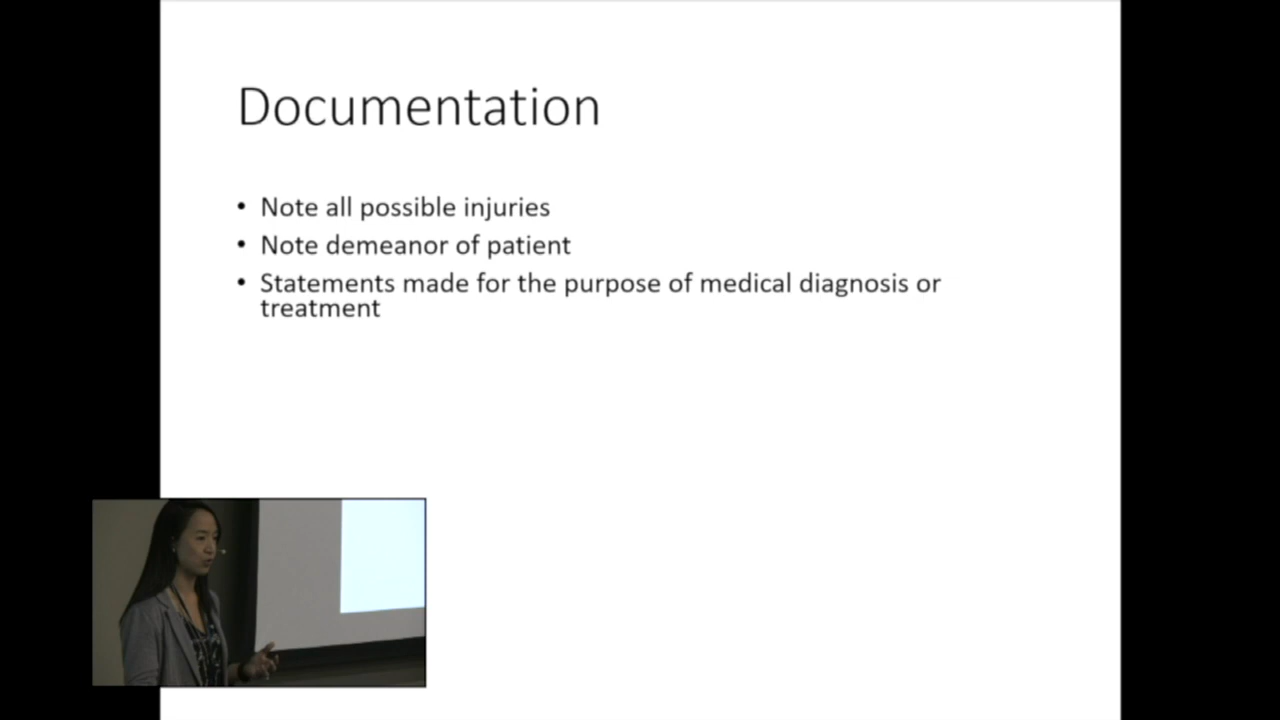 Documentation
• Note all possible injuries
• Note demeanor of patient
• Statements made for the purpose of medical diagnosis or
treatment